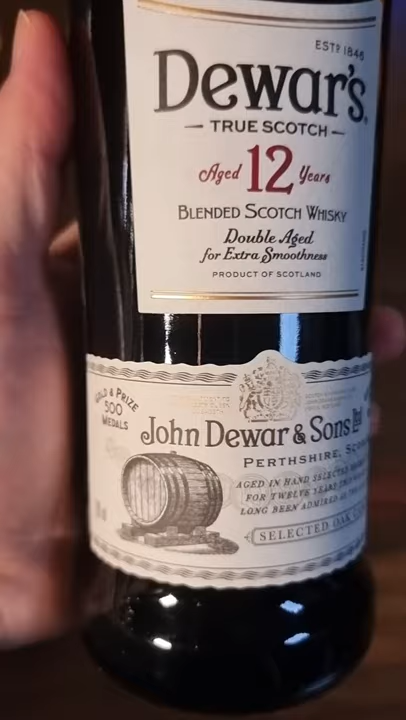 ESTD 1846
Dewar's
TRUE SCOTCH
Aged 12 Years
BLENDED SCOTCH WHISKY
Double Aged
for Extra Smoothness
PRODUCT OF SCOTLAND
GOLD & PRIZE
500
MEDALS
John Dewar & Sons Ltd
PERTHSHIRE,
AGED IN HAND SELECTED
FOR TWELVE YEARS
LONG BEEN ADMIRED
SELECTED OAK